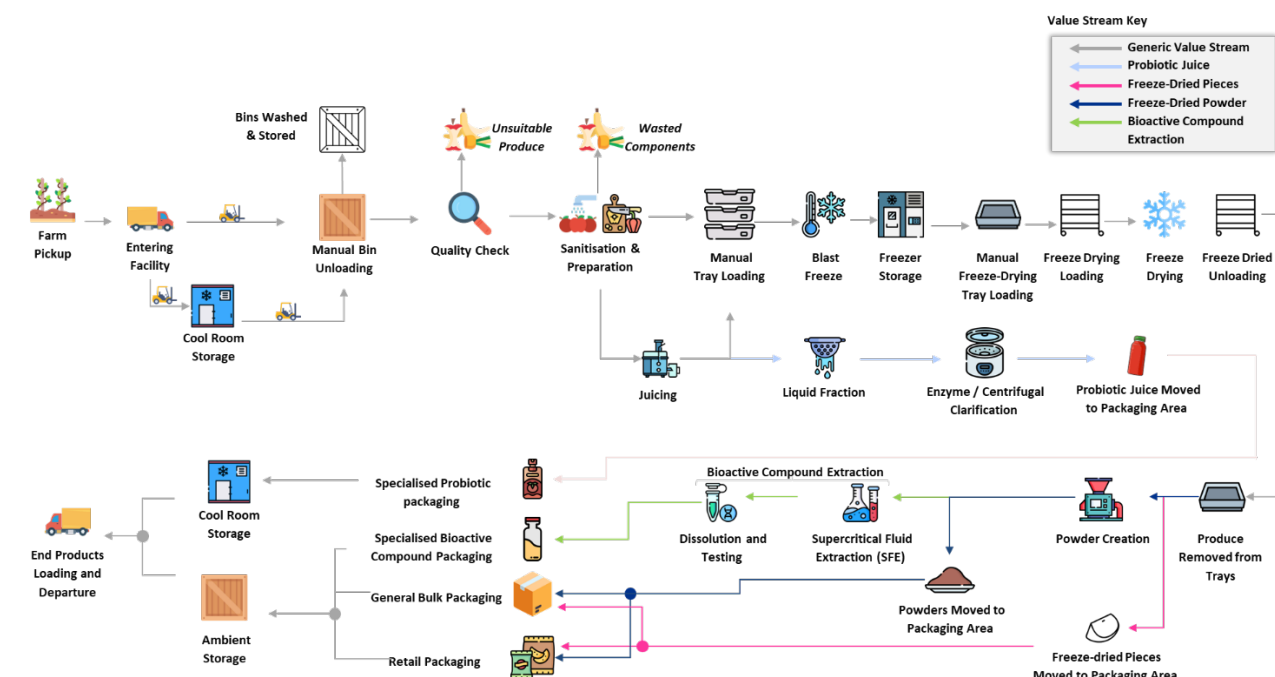 Value Stream Key
Generic Value Stream
Probiotic Juice
Freeze-Dried Pieces
Freeze-Dried Powder
Bioactive Compound
Extraction
Bins Washed
& Stored
Unsuitable
Produce
Wasted
Components
Farm
Pickup
Entering
Facility
Manual Bin
Unloading
Quality Check
Sanitisation &
Preparation
Manual
Tray Loading
Blast
Freeze
Freezer
Storage
Manual
Freeze-Drying
Tray Loading
Freeze Drying
Loading
Freeze
Drying
Freeze Dried
Unloading
Cool Room
Storage
Juicing
Liquid Fraction
Enzyme / Centrifugal
Clarification
Probiotic Juice Moved
to Packaging Area
Bioactive Compound Extraction
Cool Room
Storage
Specialised Probiotic
packaging
End Products
Loading and
Departure
Specialised Bioactive
Compound Packaging
Dissolution and
Testing
Supercritical Fluid
Extraction (SFE)
Powder Creation
Produce
Removed from
Trays
General Bulk Packaging
Powders Moved to
Packaging Area
Ambient
Storage
Retail Packaging
Freeze-dried Pieces
Moved to Packaging Area